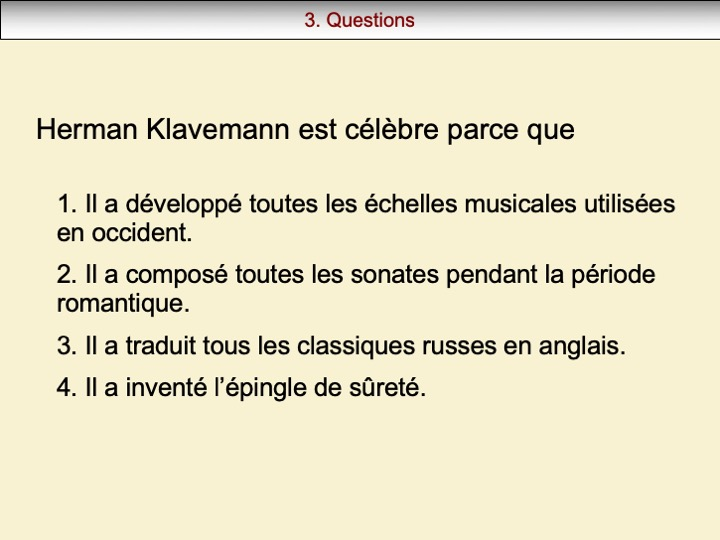 3. Questions
Herman Klavemann est célèbre parce que
1. Il a développé toutes les échelles musicales utilisées
en occident.
2. Il a composé toutes les sonates pendant la période
romantique.
3. Il a traduit tous les classiques russes en anglais.
4. Il a inventé l’épingle de sûreté.